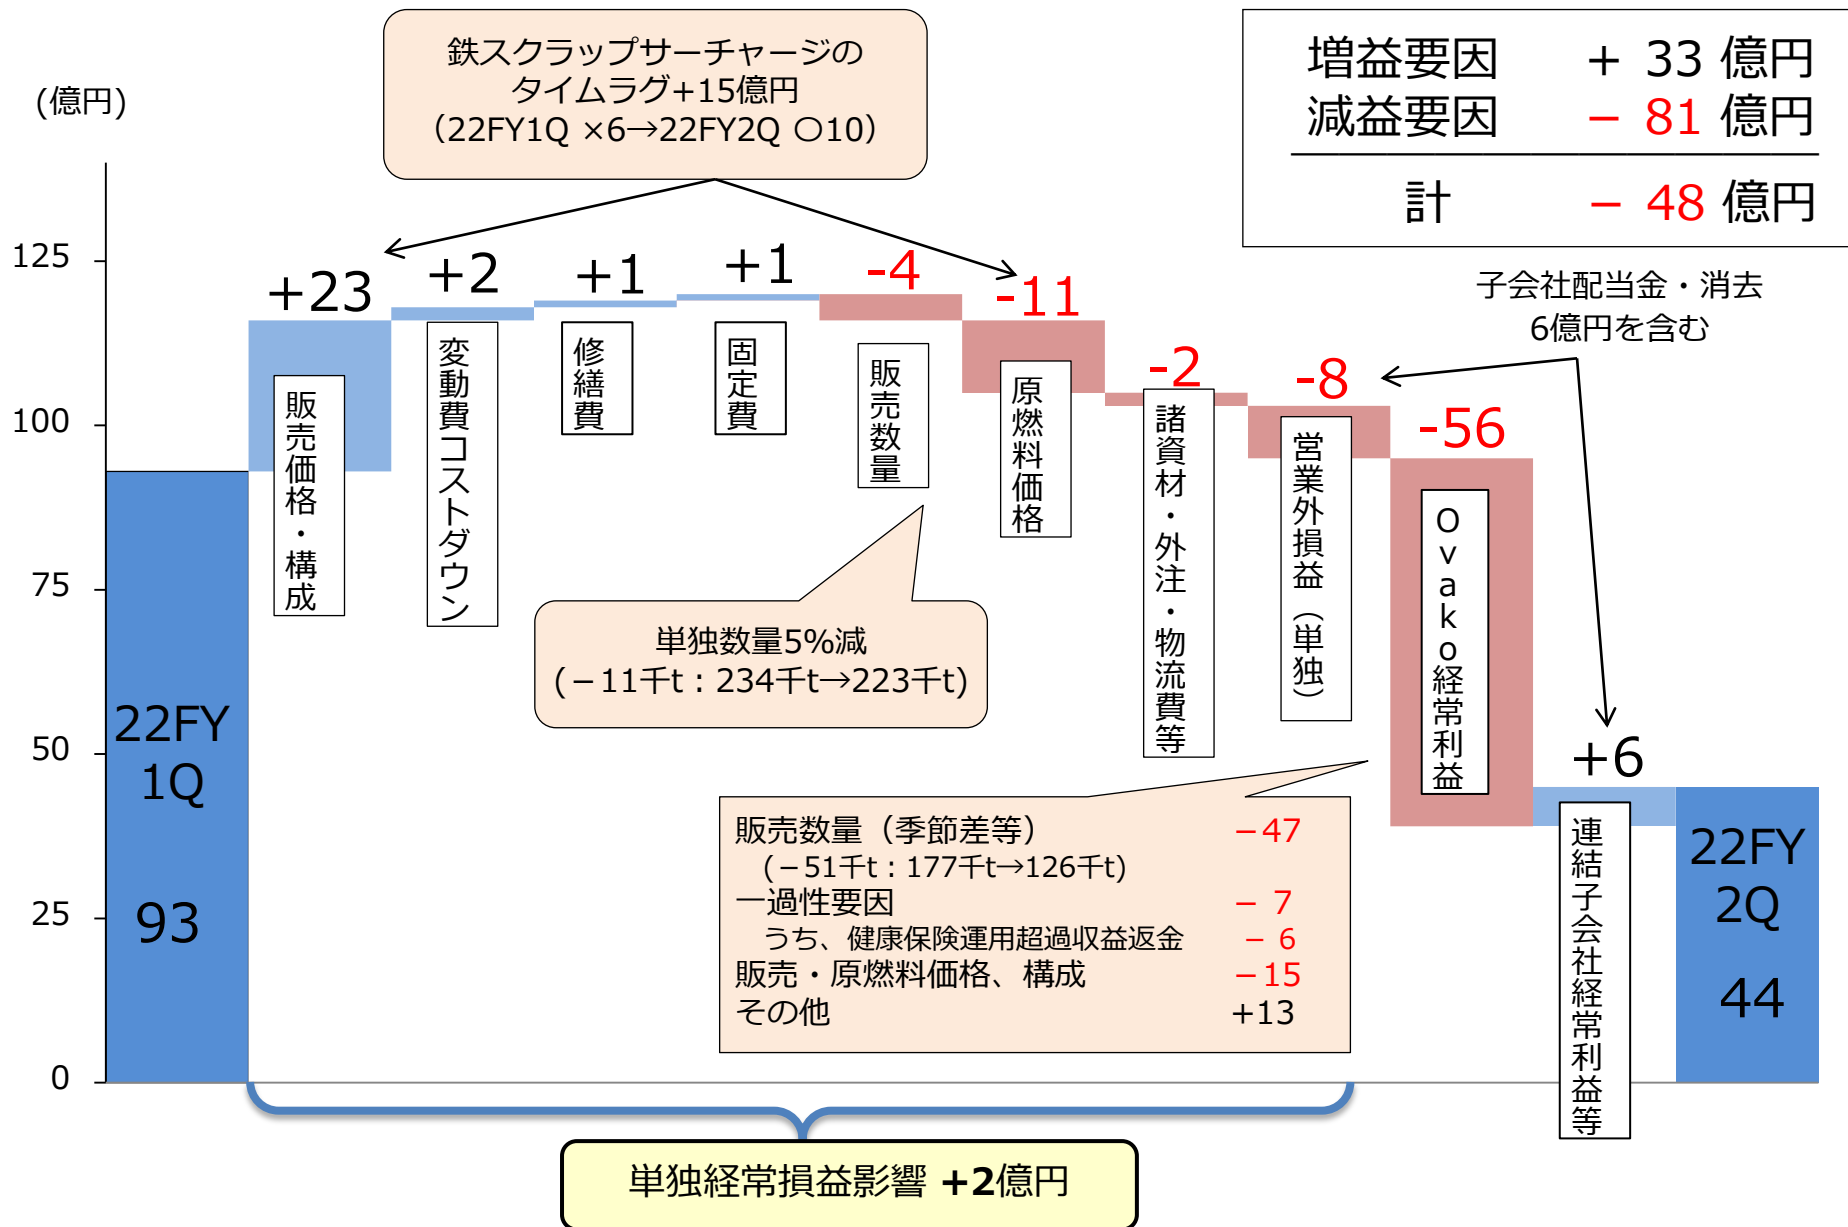 鉄スクラップサーチャージの
タイムラグ+15億円
（22FY1Q ×6→22FY2Q 〇10）
増益要因 + 33 億円
減益要因 − 81 億円
計 − 48 億円
(億円)
125
100
75
50
25
0
子会社配当金・消去
6億円を含む
+23
+2
+1
+1
-4
-11
-2
-8
-56
+6
販売価格・構成
変動費コストダウン
修繕費
固定費
販売数量
原燃料価格
諸資材・外注・物流費等
営業外損益（単独）
Ovako経常利益
連結子会社経常利益等
22FY
1Q
93
22FY
2Q
44
単独数量5%減
(−11千t：234千t→223千t)
販売数量（季節差等） −47
(−51千t：177千t→126千t)
一過性要因 − 7
うち、健康保険運用超過収益返金 − 6
販売・原燃料価格、構成 −15
その他 +13
単独経常損益影響 +2億円